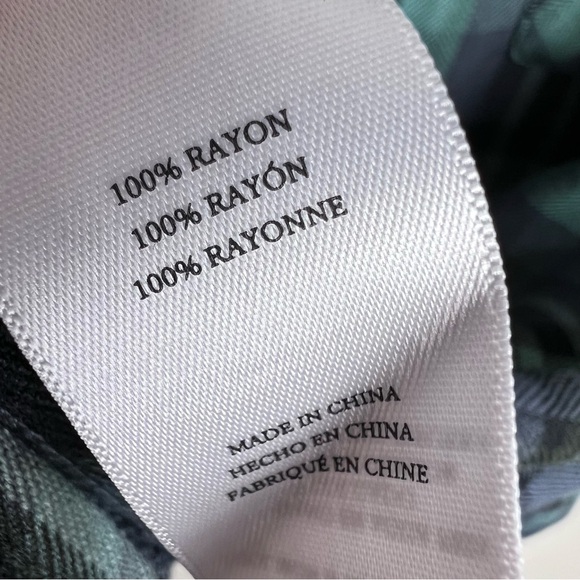 100% RAYON
100% RAYÓN
100% RAYONNE
MADE IN CHINA
HECHO EN CHINA
FABRIQUÉ EN CHINE